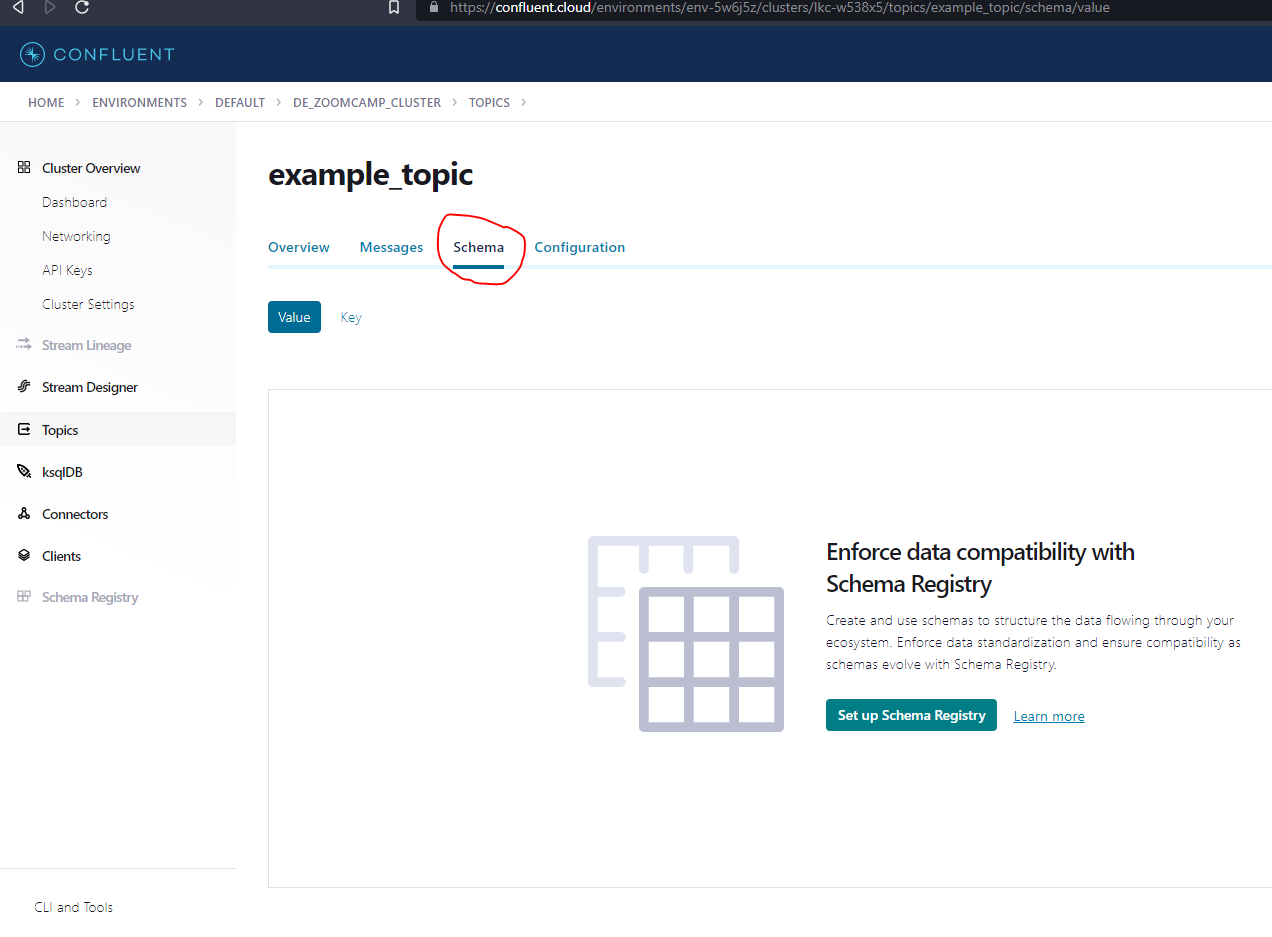 https://confluent.cloud/environments/env-5w6j5z/clusters/lkc-w538x5/topics/example_topic/schema/value
CONFLUENT
HOME > ENVIRONMENTS > DEFAULT > DE_ZOOMCAMP_CLUSTER > TOPICS >
Cluster Overview
Dashboard
Networking
API Keys
Cluster Settings
Stream Lineage
Stream Designer
Topics
ksqlDB
Connectors
Clients
Schema Registry
CLI and Tools
example_topic
Overview Messages Schema Configuration
Value Key
Enforce data compatibility with
Schema Registry
Create and use schemas to structure the data flowing through your
ecosystem. Enforce data standardization and ensure compatibility as
schemas evolve with Schema Registry.
Set up Schema Registry Learn more